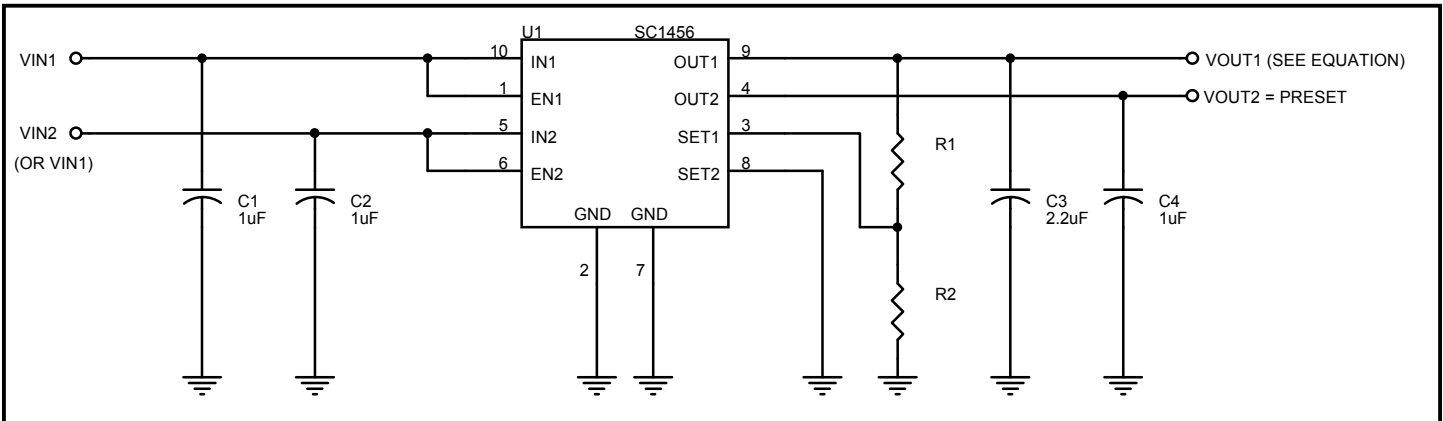 U1 SC1456
VIN1 10 IN1 OUT1 9 VOUT1 (SEE EQUATION)
1 EN1 OUT2 4 VOUT2 = PRESET
VIN2 5 IN2 SET1 3
(OR VIN1) 6 EN2 SET2 8
R1
C1
1uF
C2
1uF
C3
2.2uF
C4
1uF
GND GND
2 7
R2